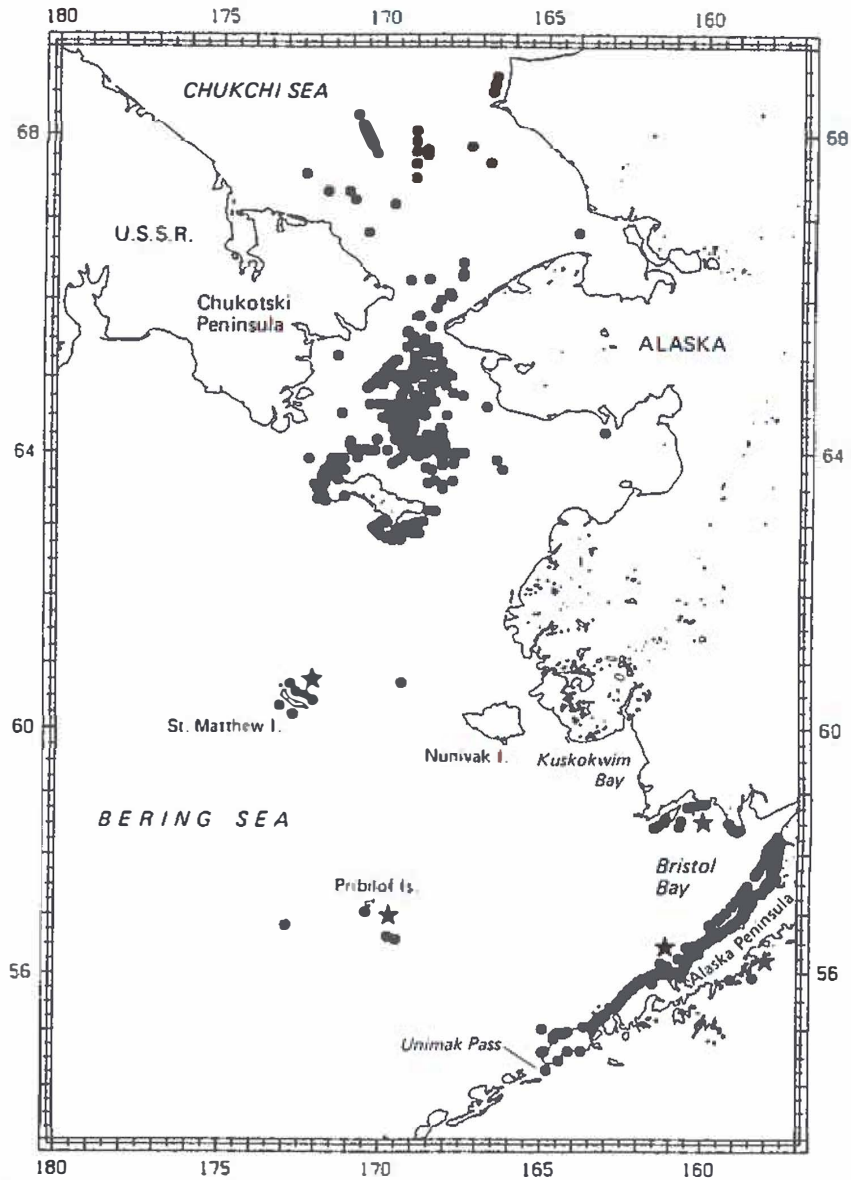 180 175 170 165 160
CHUKCHI SEA
68 68
U.S.S.R.
Chukotski
Peninsula
ALASKA
64 64
St. Matthew I.
60 60
Nunivak I.
Kuskokwim
Bay
BERING SEA
Pribilof Is.
Bristol
Bay
Alaska Peninsula
56 56
Unimak Pass
180 175 170 165 160